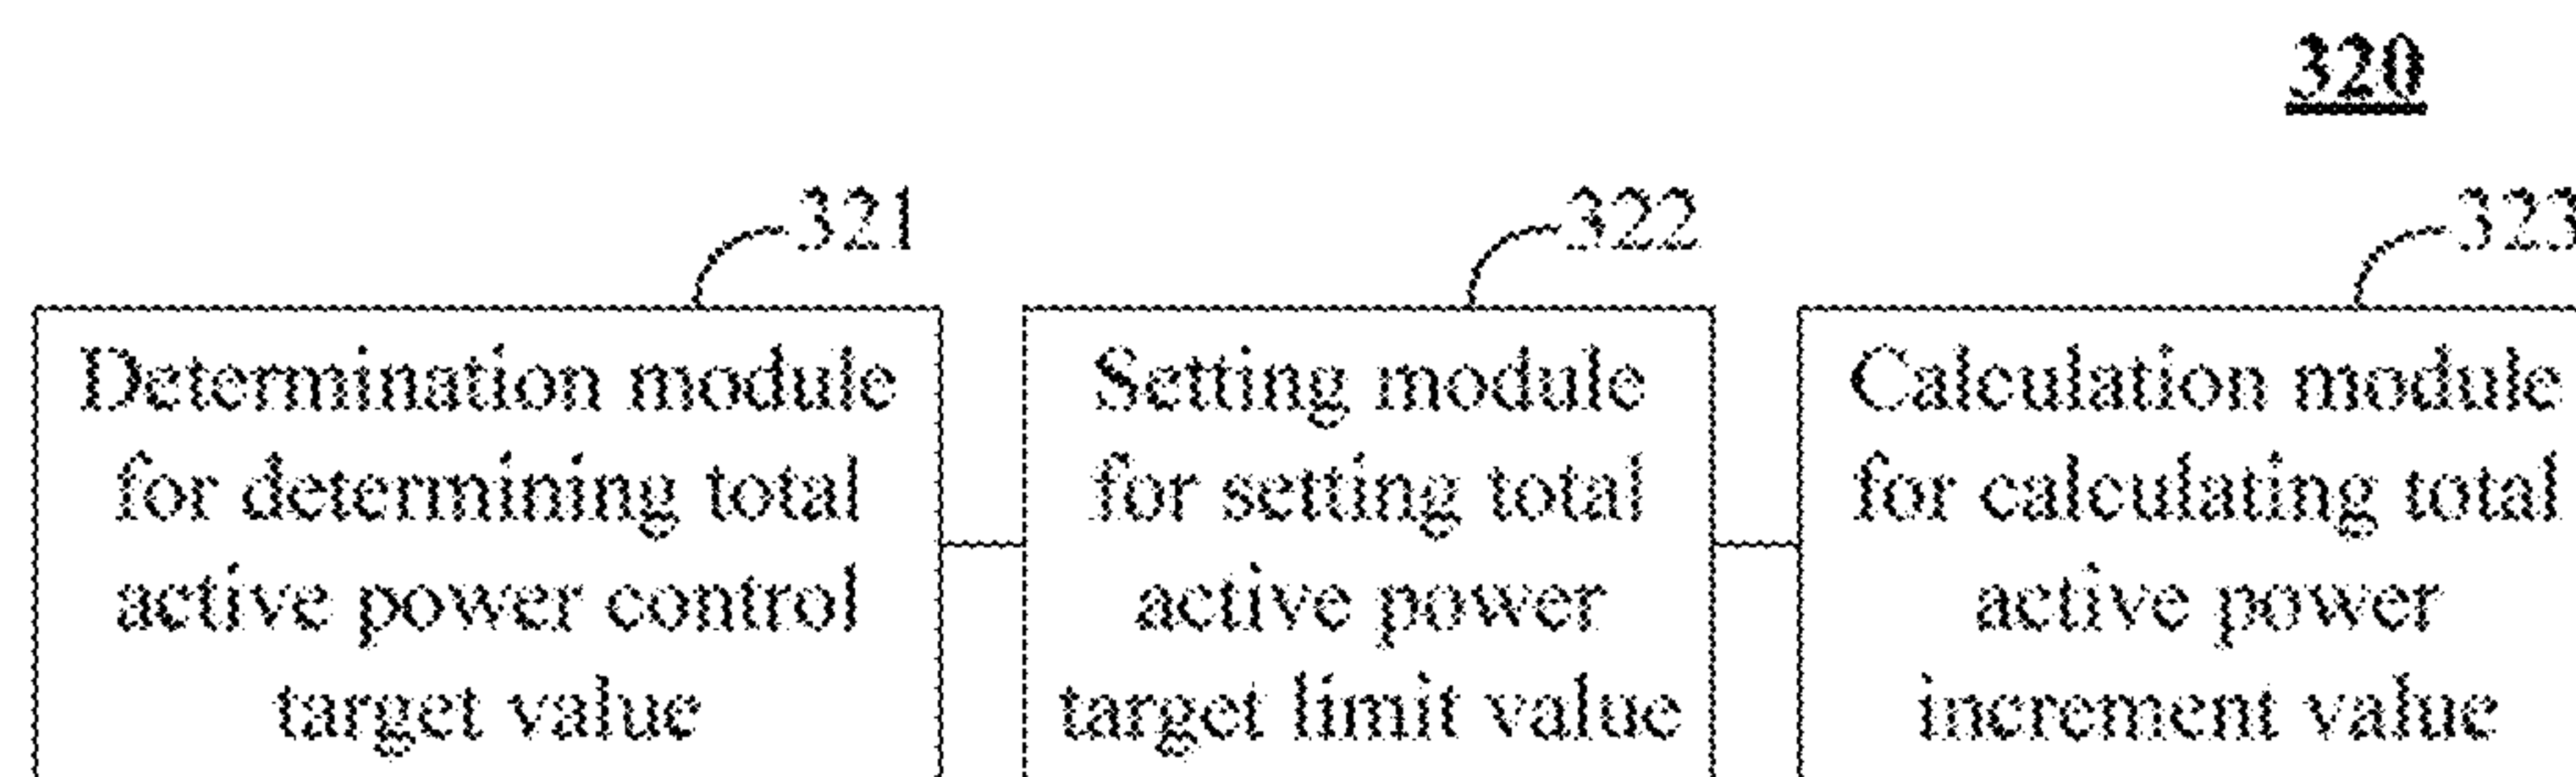 320
321
322
323
Determination module
for determining total
active power control
target value
Setting module
for setting total
active power
target limit value
Calculation module
for calculating total
active power
increment value